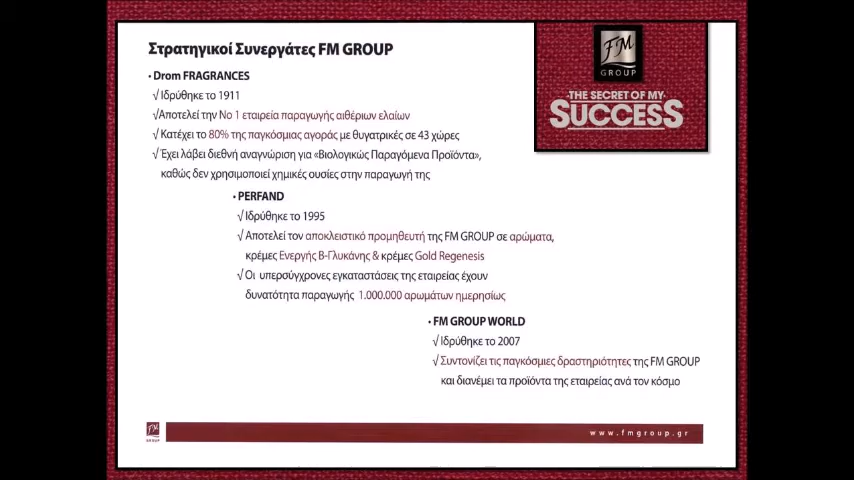 Στρατηγικοί Συνεργάτες FM GROUP
• Drom FRAGRANCES
√ Ιδρύθηκε το 1911
√Αποτελεί την Νο 1 εταιρεία παραγωγής αιθέριων ελαίων
√ Κατέχει το 80% της παγκόσμιας αγοράς με θυγατρικές σε 43 χώρες
√ Έχει λάβει διεθνή αναγνώριση για «Βιολογικώς Παραγόμενα Προϊόντα»,
καθώς δεν χρησιμοποιεί χημικές ουσίες στην παραγωγή της
• PERFAND
√ Ιδρύθηκε το 1995
√ Αποτελεί τον αποκλειστικό προμηθευτή της FM GROUP σε αρώματα,
κρέμες Ενεργής Β-Γλυκάνης & κρέμες Gold Regenesis
√ Οι υπερσύγχρονες εγκαταστάσεις της εταιρείας έχουν
δυνατότητα παραγωγής 1.000.000 αρωμάτων ημερησίως
• FM GROUP WORLD
√ Ιδρύθηκε το 2007
√ Συντονίζει τις παγκόσμιες δραστηριότητες της FM GROUP
και διανέμει τα προϊόντα της εταιρείας ανά τον κόσμο
FM
GROUP
THE SECRET OF MY
SUCCESS
FM
GROUP
www.fmgroup.gr